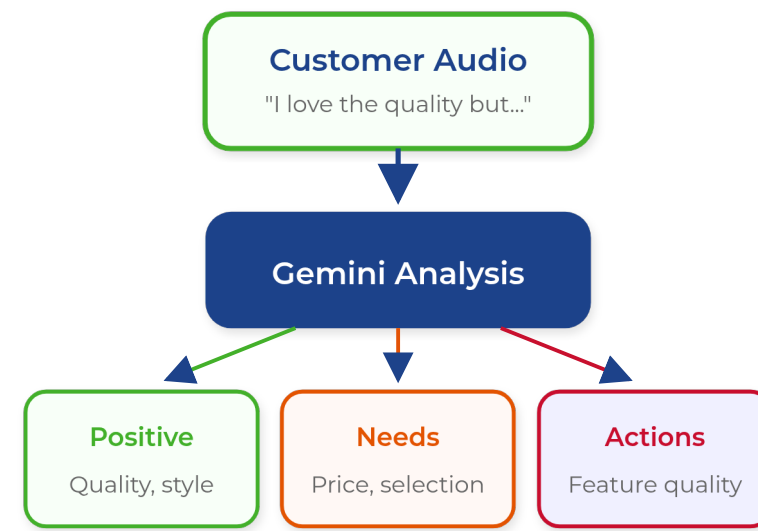 Customer Audio
"I love the quality but..."
Gemini Analysis
Positive
Quality, style
Needs
Price, selection
Actions
Feature quality